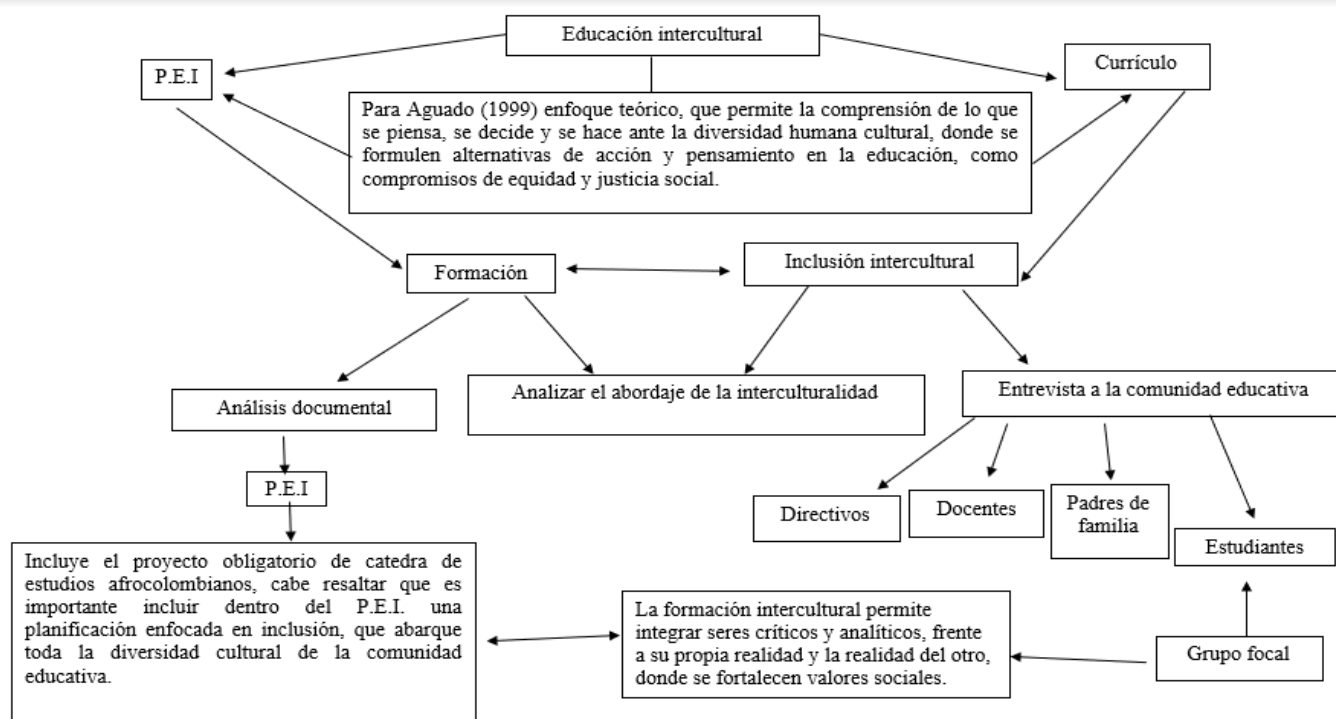 Educación intercultural
P.E.I
Currículo
Para Aguado (1999) enfoque teórico, que permite la comprensión de lo que
se piensa, se decide y se hace ante la diversidad humana cultural, donde se
formulen alternativas de acción y pensamiento en la educación, como
compromisos de equidad y justicia social.
Formación
Inclusión intercultural
Análisis documental
Analizar el abordaje de la interculturalidad
Entrevista a la comunidad educativa
P.E.I
Directivos
Docentes
Padres de
familia
Estudiantes
Incluye el proyecto obligatorio de catedra de
estudios afrocolombianos, cabe resaltar que es
importante incluir dentro del P.E.I. una
planificación enfocada en inclusión, que abarque
toda la diversidad cultural de la comunidad
educativa.
La formación intercultural permite
integrar seres críticos y analíticos, frente
a su propia realidad y la realidad del otro,
donde se fortalecen valores sociales.
Grupo focal